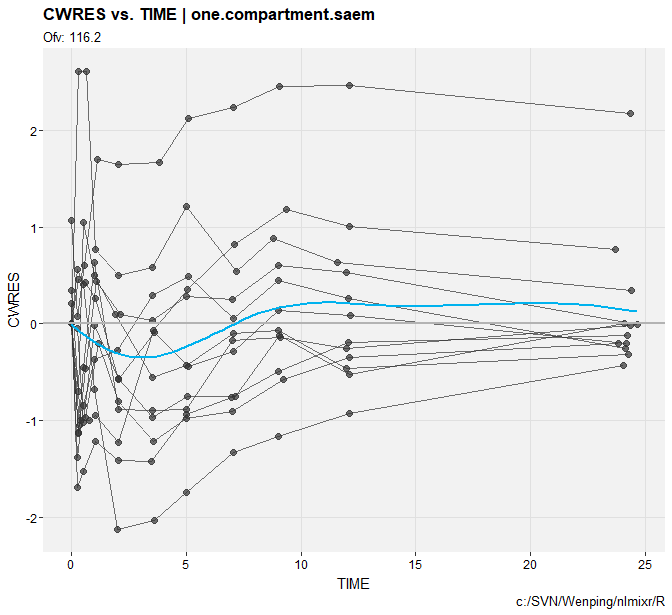 CWRES vs. TIME | one.compartment.saem
Ofv: 116.2
CWRES
2
1
0
-1
-2
0
5
10
15
20
25
TIME
c:/SVN/Wenping/nlmixr/R